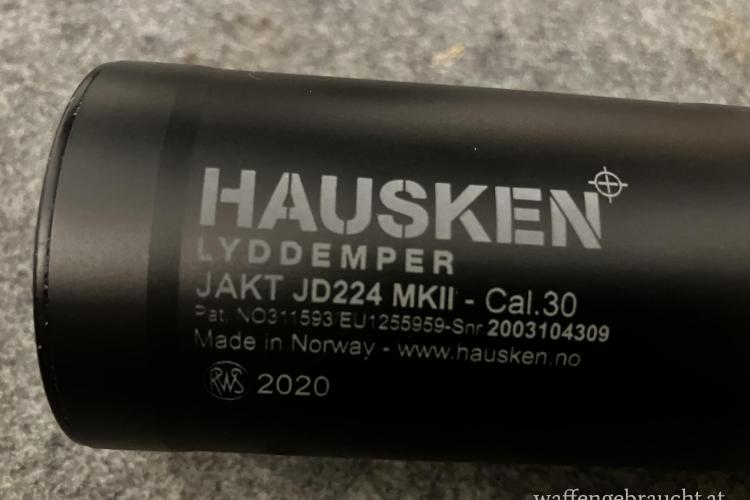 HAUSKEN
LYDDEMPER
JAKT JD224 MKII - Cal.30
Pat. NO311593 EU1255959-Snr 2003104309
Made in Norway - www.hausken.no
RWS 2020
waffengebraucht.at